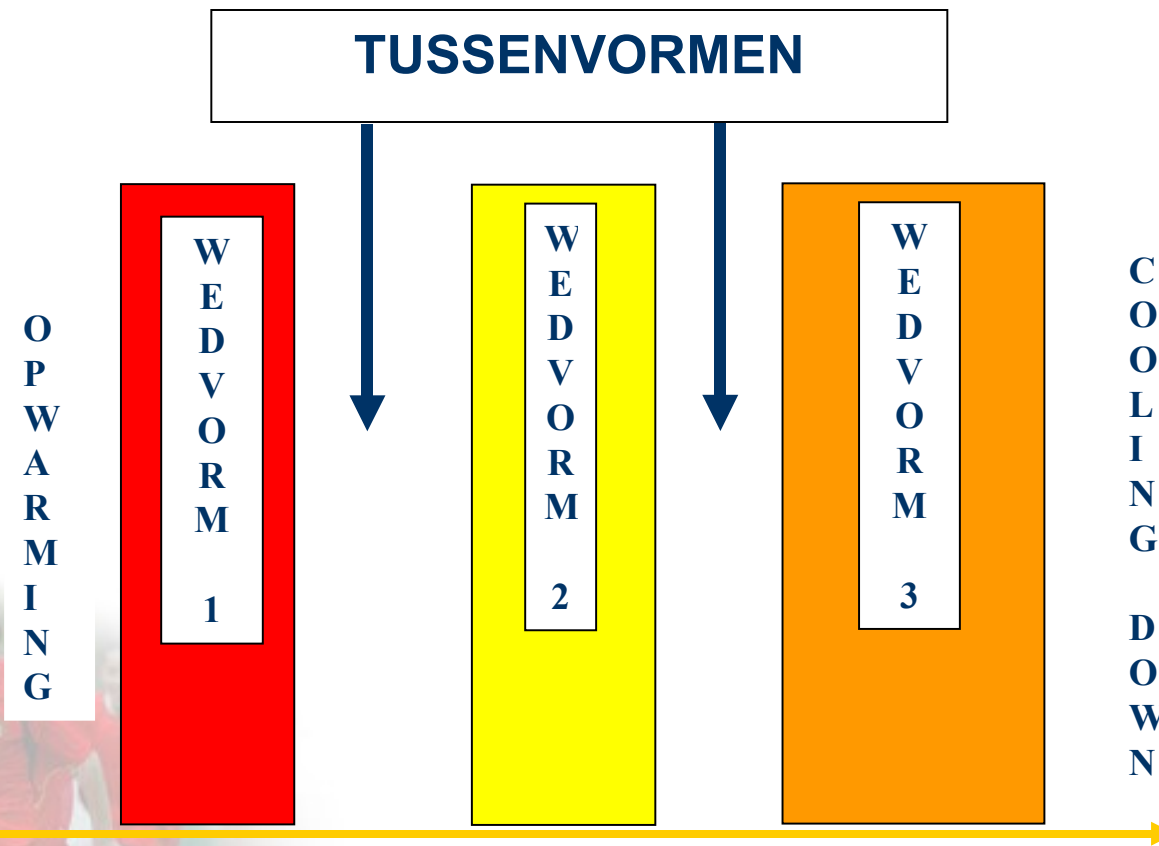 TUSSENVORMEN
OPWARMING
WEDVORM 1
WEDVORM 2
WEDVORM 3
COOLING DOWN